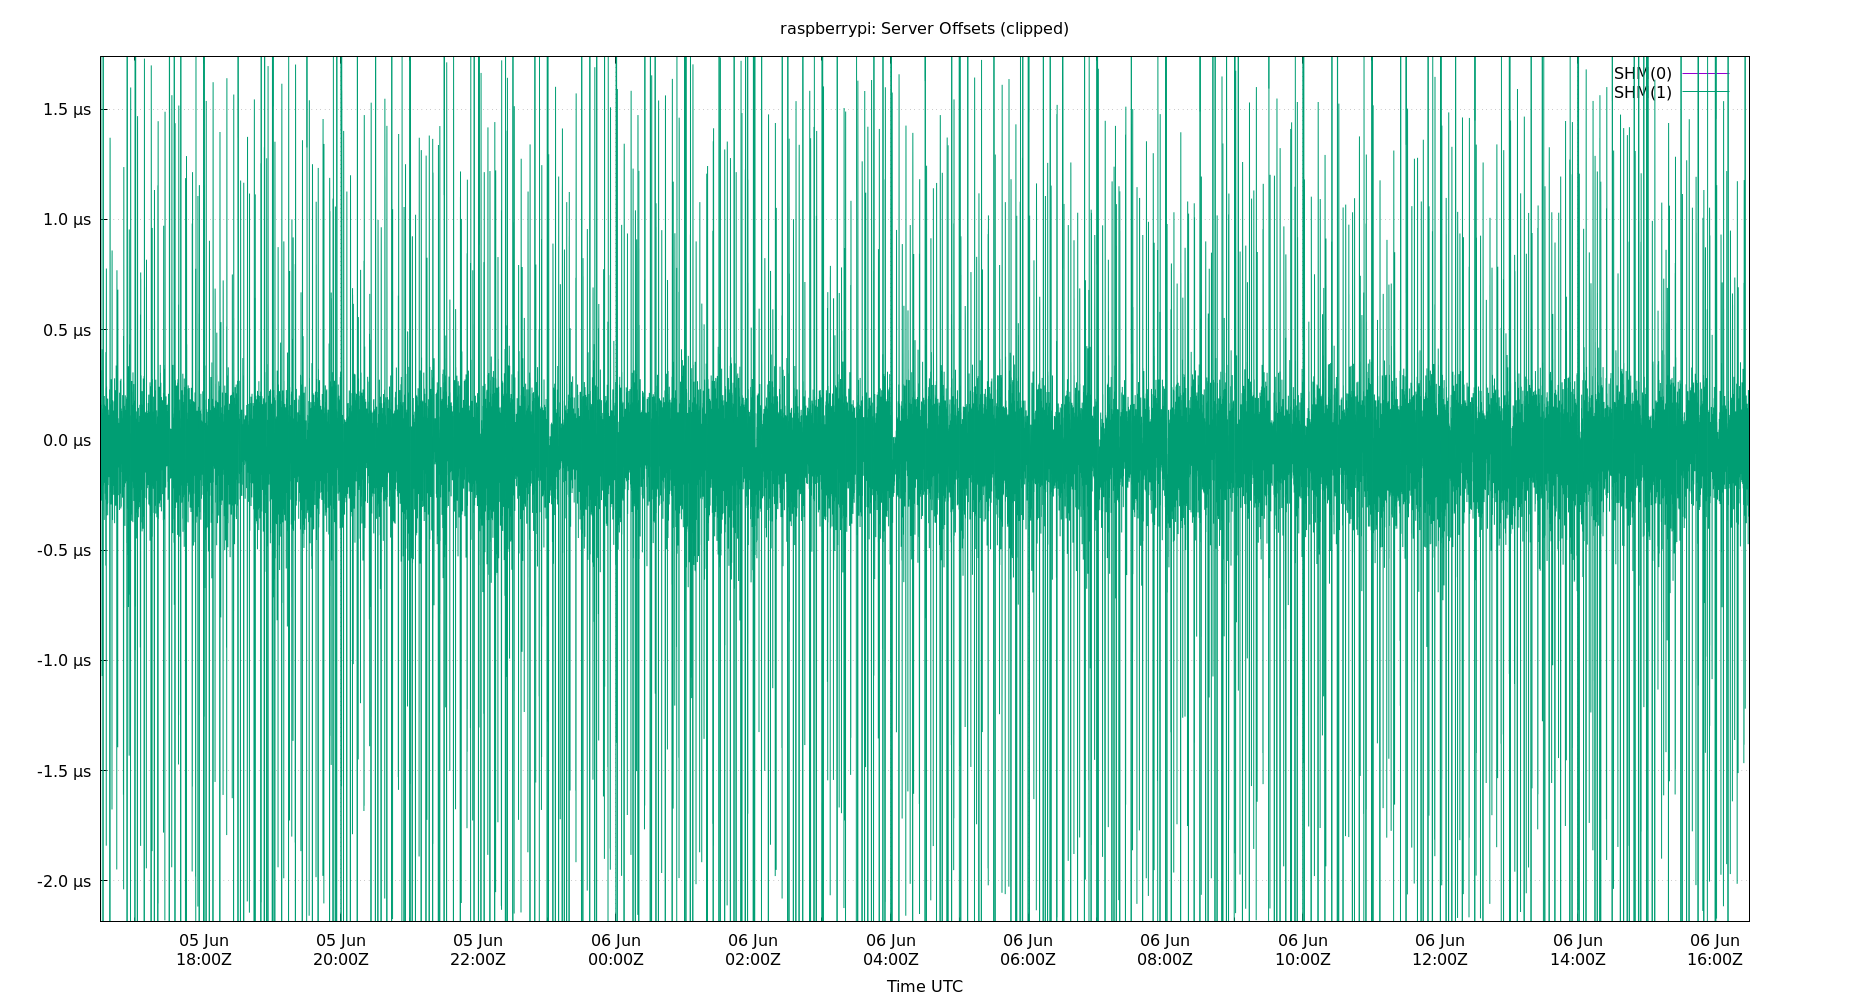 raspberrypi: Server Offsets (clipped)
SHM(0)
SHM(1)
1.5 µs
1.0 µs
0.5 µs
0.0 µs
-0.5 µs
-1.0 µs
-1.5 µs
-2.0 µs
05 Jun 05 Jun 05 Jun 06 Jun 06 Jun 06 Jun 06 Jun 06 Jun 06 Jun 06 Jun 06 Jun 06 Jun
18:00Z 20:00Z 22:00Z 00:00Z 02:00Z 04:00Z 06:00Z 08:00Z 10:00Z 12:00Z 14:00Z 16:00Z
Time UTC